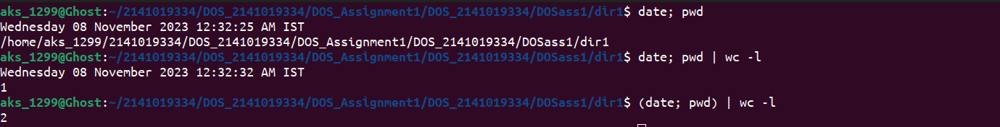 aks_1299@Ghost:~/2141019334/DOS_2141019334/DOS_Assignment1/DOS_2141019334/DOSass1/dir1$ date; pwd
Wednesday 08 November 2023 12:32:25 AM IST
/home/aks_1299/2141019334/DOS_2141019334/DOS_Assignment1/DOS_2141019334/DOSass1/dir1
aks_1299@Ghost:~/2141019334/DOS_2141019334/DOS_Assignment1/DOS_2141019334/DOSass1/dir1$ date; pwd | wc -l
Wednesday 08 November 2023 12:32:32 AM IST
1
aks_1299@Ghost:~/2141019334/DOS_2141019334/DOS_Assignment1/DOS_2141019334/DOSass1/dir1$ (date; pwd) | wc -l
2